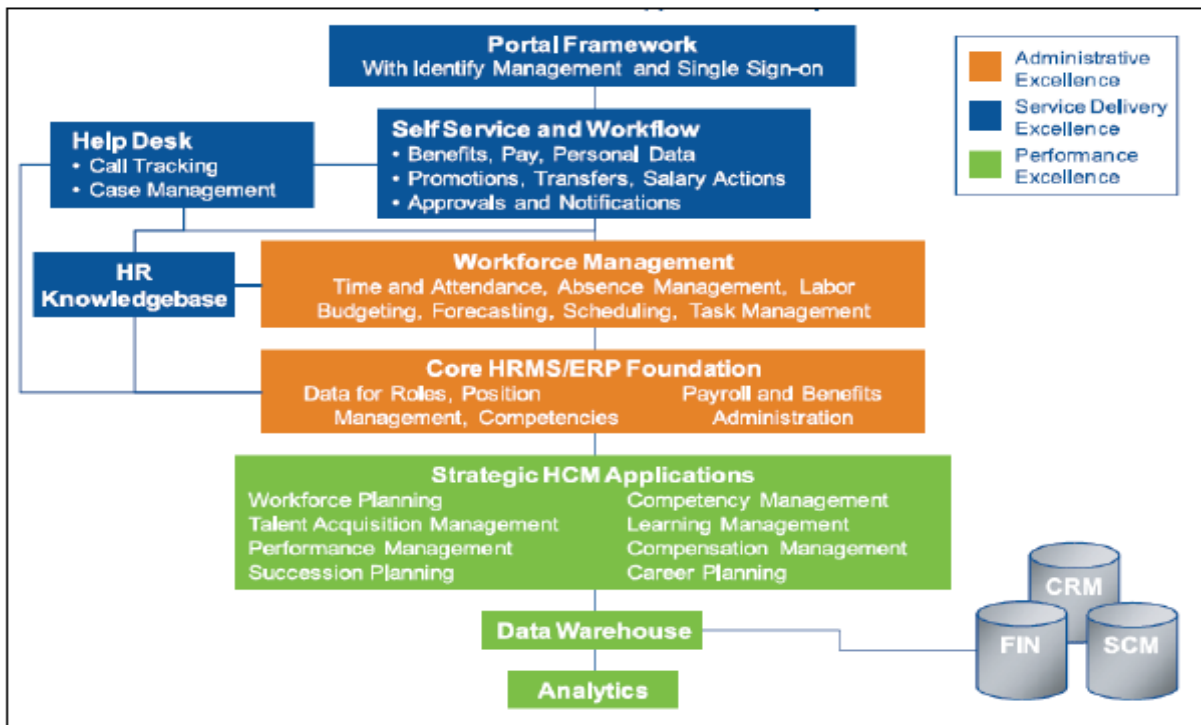 Portal Framework
With Identify Management and Single Sign-on
Administrative
Excellence
Service Delivery
Excellence
Performance
Excellence
Help Desk
• Call Tracking
• Case Management
Self Service and Workflow
• Benefits, Pay, Personal Data
• Promotions, Transfers, Salary Actions
• Approvals and Notifications
HR
Knowledgebase
Workforce Management
Time and Attendance, Absence Management, Labor
Budgeting, Forecasting, Scheduling, Task Management
Core HRMS/ERP Foundation
Data for Roles, Position
Management, Competencies
Payroll and Benefits
Administration
Strategic HCM Applications
Workforce Planning
Talent Acquisition Management
Performance Management
Succession Planning
Competency Management
Learning Management
Compensation Management
Career Planning
Data Warehouse
Analytics
CRM
FIN
SCM